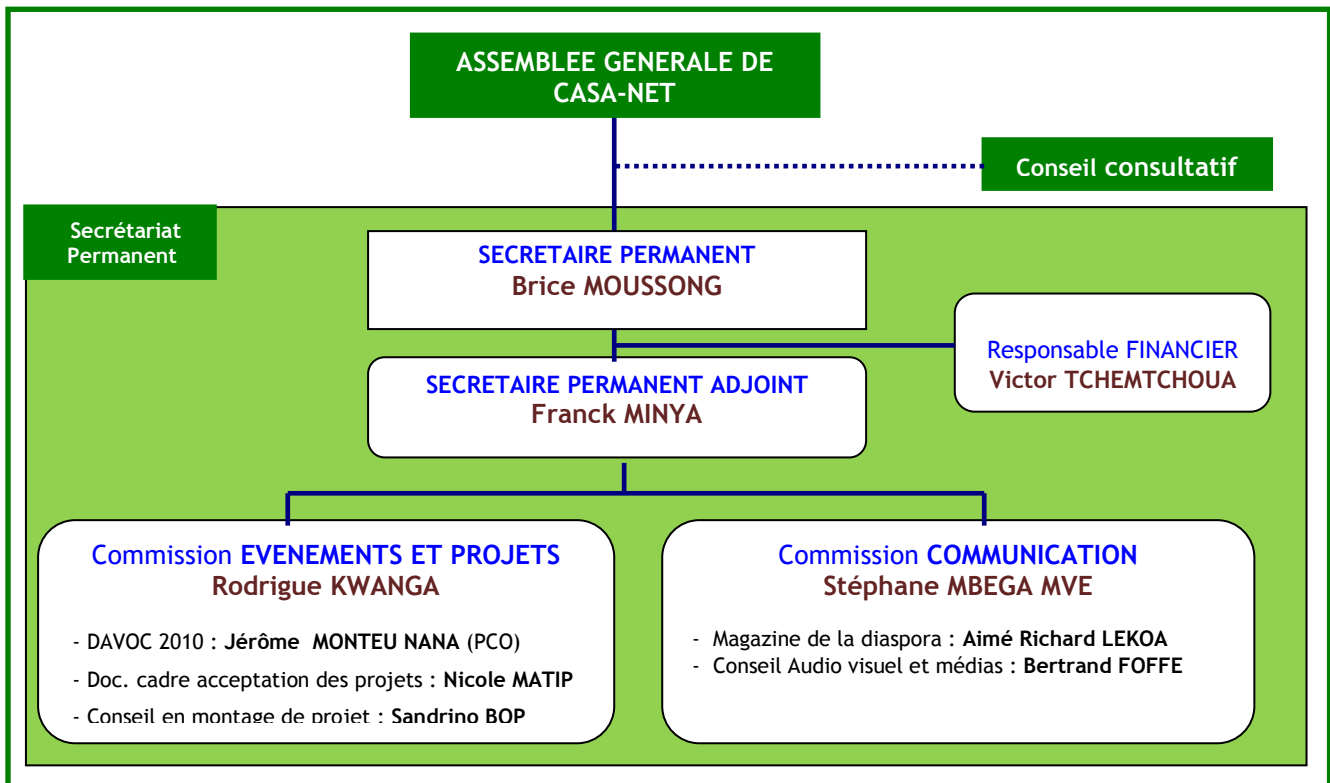 ASSEMBLEE GENERALE DE
CASA-NET
Conseil consultatif
Secrétariat
Permanent
SECRETAIRE PERMANENT
Brice MOUSSONG
Responsable FINANCIER
Victor TCHEMTCHOUA
SECRETAIRE PERMANENT ADJOINT
Franck MINYA
Commission EVENEMENTS ET PROJETS
Rodrigue KWANGA
- DAVOC 2010 : Jérôme MONTEU NANA (PCO)
- Doc. cadre acceptation des projets : Nicole MATIP
- Conseil en montage de projet : Sandrino BOP
Commission COMMUNICATION
Stéphane MBEGA MVE
- Magazine de la diaspora : Aimé Richard LEKOA
- Conseil Audio visuel et médias : Bertrand FOFFE